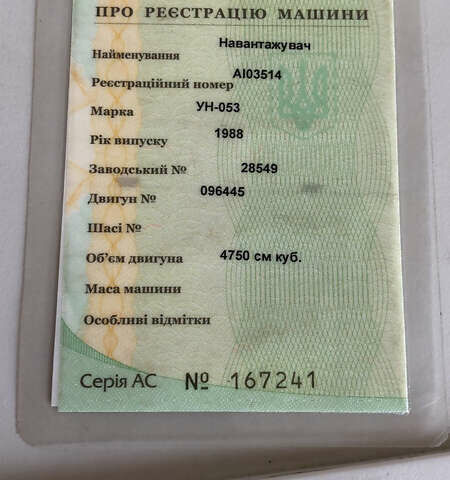 ПРО РЕЄСТРАЦІЮ МАШИНИ
Найменування Навантажувач
Реєстраційний номер АІ03514
Марка УН-053
Рік випуску 1988
Заводський № 28549
Двигун № 096445
Шасі №
Об'єм двигуна 4750 см куб.
Маса машини
Особливі відмітки
Серія АС № 167241